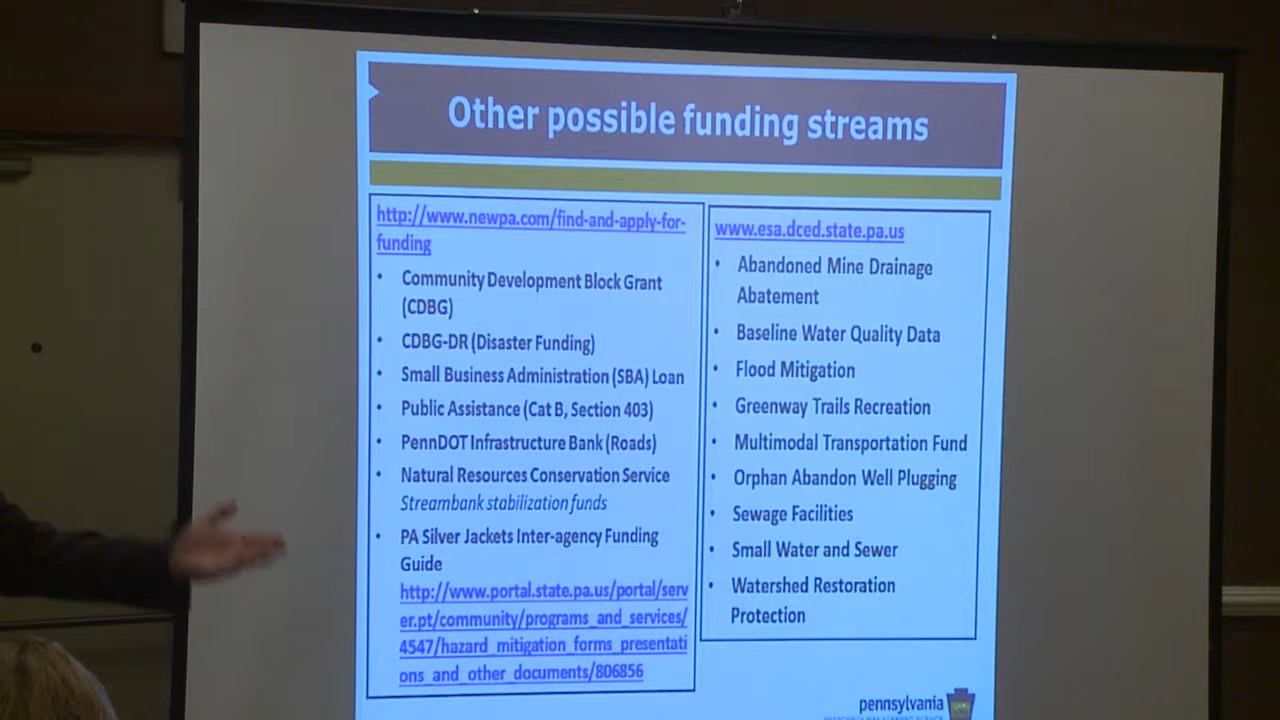 Other possible funding streams
http://www.newpa.com/find-and-apply-for-
funding
• Community Development Block Grant
(CDBG)
• CDBG-DR (Disaster Funding)
• Small Business Administration (SBA) Loan
• Public Assistance (Cat B, Section 403)
• PennDOT Infrastructure Bank (Roads)
• Natural Resources Conservation Service
Streambank stabilization funds
• PA Silver Jackets Inter-agency Funding
Guide
http://www.portal.state.pa.us/portal/serv
er.pt/community/programs_and_services/
4547/hazard_mitigation_forms_presentati
ons_and_other_documents/806856
www.esa.dced.state.pa.us
• Abandoned Mine Drainage
Abatement
• Baseline Water Quality Data
• Flood Mitigation
• Greenway Trails Recreation
• Multimodal Transportation Fund
• Orphan Abandon Well Plugging
• Sewage Facilities
• Small Water and Sewer
• Watershed Restoration
Protection
pennsylvania